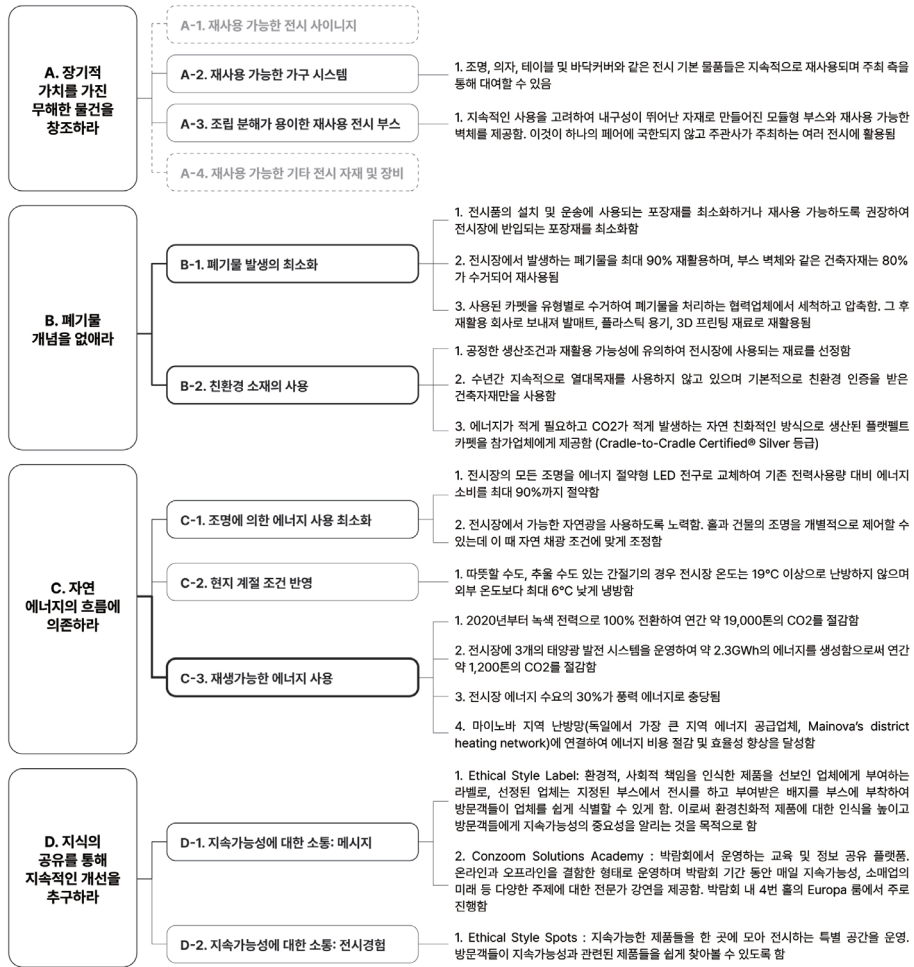 A. 장기적
가치를 가진
무해한 물건을
창조하라
A-1. 재사용 가능한 전시 사이니지
A-2. 재사용 가능한 가구 시스템
1. 조명, 의자, 테이블 및 바닥커버와 같은 전시 기본 물품들은 지속적으로 재사용되며 주최 측을
통해 대여할 수 있음
A-3. 조립 분해가 용이한 재사용 전시 부스
1. 지속적인 사용을 고려하여 내구성이 뛰어난 자재로 만들어진 모듈형 부스와 재사용 가능한
벽체를 제공함. 이것이 하나의 페어에 국한되지 않고 주관사가 주최하는 여러 전시에 활용됨
A-4. 재사용 가능한 기타 전시 자재 및 장비
B. 폐기물
개념을 없애라
B-1. 폐기물 발생의 최소화
1. 전시품의 설치 및 운송에 사용되는 포장재를 최소화하거나 재사용 가능하도록 권장하여
전시장에 반입되는 포장재를 최소화함
2. 전시장에서 발생하는 폐기물을 최대 90% 재활용하며, 부스 벽체와 같은 건축자재는 80%
가 수거되어 재사용됨
3. 사용된 카펫을 유형별로 수거하여 폐기물을 처리하는 협력업체에서 세척하고 압축함. 그 후
재활용 회사로 보내져 발매트, 플라스틱 용기, 3D 프린팅 재료로 재활용됨
B-2. 친환경 소재의 사용
1. 공정한 생산조건과 재활용 가능성에 유의하여 전시장에 사용되는 재료를 선정함
2. 수년간 지속적으로 열대목재를 사용하지 않고 있으며 기본적으로 친환경 인증을 받은
건축자재만을 사용함
3. 에너지가 적게 필요하고 CO2가 적게 발생하는 자연 친화적인 방식으로 생산된 플랫펠트
카펫을 참가업체에게 제공함 (Cradle-to-Cradle Certified® Silver 등급)
C. 자연
에너지의 흐름에
의존하라
C-1. 조명에 의한 에너지 사용 최소화
1. 전시장의 모든 조명을 에너지 절약형 LED 전구로 교체하여 기존 전력사용량 대비 에너지
소비를 최대 90%까지 절약함
2. 전시장에서 가능한 자연광을 사용하도록 노력함. 홀과 건물의 조명을 개별적으로 제어할 수
있는데 이 때 자연 채광 조건에 맞게 조정함
C-2. 현지 계절 조건 반영
1. 따뜻할 수도, 추울 수도 있는 간절기의 경우 전시장 온도는 19°C 이상으로 난방하지 않으며
외부 온도보다 최대 6°C 낮게 냉방함
C-3. 재생가능한 에너지 사용
1. 2020년부터 녹색 전력으로 100% 전환하여 연간 약 19,000톤의 CO2를 절감함
2. 전시장에 3개의 태양광 발전 시스템을 운영하여 약 2.3GWh의 에너지를 생성함으로써 연간
약 1,200톤의 CO2를 절감함
3. 전시장 에너지 수요의 30%가 풍력 에너지로 충당됨
4. 마이노바 지역 난방망(독일에서 가장 큰 지역 에너지 공급업체, Mainova's district
heating network)에 연결하여 에너지 비용 절감 및 효율성 향상을 달성함
D. 지식의
공유를 통해
지속적인 개선을
추구하라
D-1. 지속가능성에 대한 소통: 메시지
1. Ethical Style Label: 환경적, 사회적 책임을 인식한 제품을 선보인 업체에게 부여하는
라벨로, 선정된 업체는 지정된 부스에서 전시를 하고 부여받은 배지를 부스에 부착하여
방문객들이 업체를 쉽게 식별할 수 있게 함. 이로써 환경친화적 제품에 대한 인식을 높이고
방문객들에게 지속가능성의 중요성을 알리는 것을 목적으로 함
2. Conzoom Solutions Academy : 박람회에서 운영하는 교육 및 정보 공유 플랫폼.
온라인과 오프라인을 결합한 형태로 운영하며 박람회 기간 동안 매일 지속가능성, 소매업의
미래 등 다양한 주제에 대한 전문가 강연을 제공함. 박람회 내 4번 홀의 Europa 룸에서 주로
진행함
D-2. 지속가능성에 대한 소통: 전시경험
1. Ethical Style Spots : 지속가능한 제품들을 한 곳에 모아 전시하는 특별 공간을 운영.
방문객들이 지속가능성과 관련된 제품들을 쉽게 찾아볼 수 있도록 함